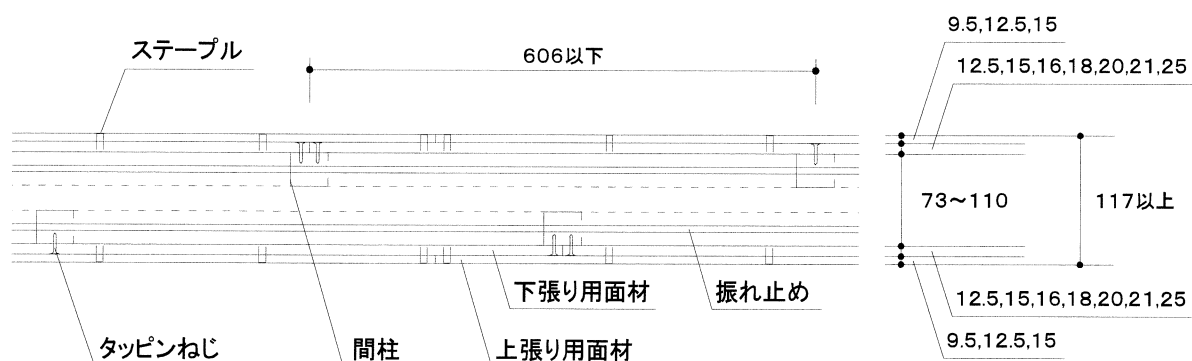 9.5,12.5,15
ステープル
606以下
12.5,15,16,18,20,21,25
73～110
117以上
下張り用面材
振れ止め
12.5,15,16,18,20,21,25
タッピンねじ
間柱
上張り用面材
9.5,12.5,15